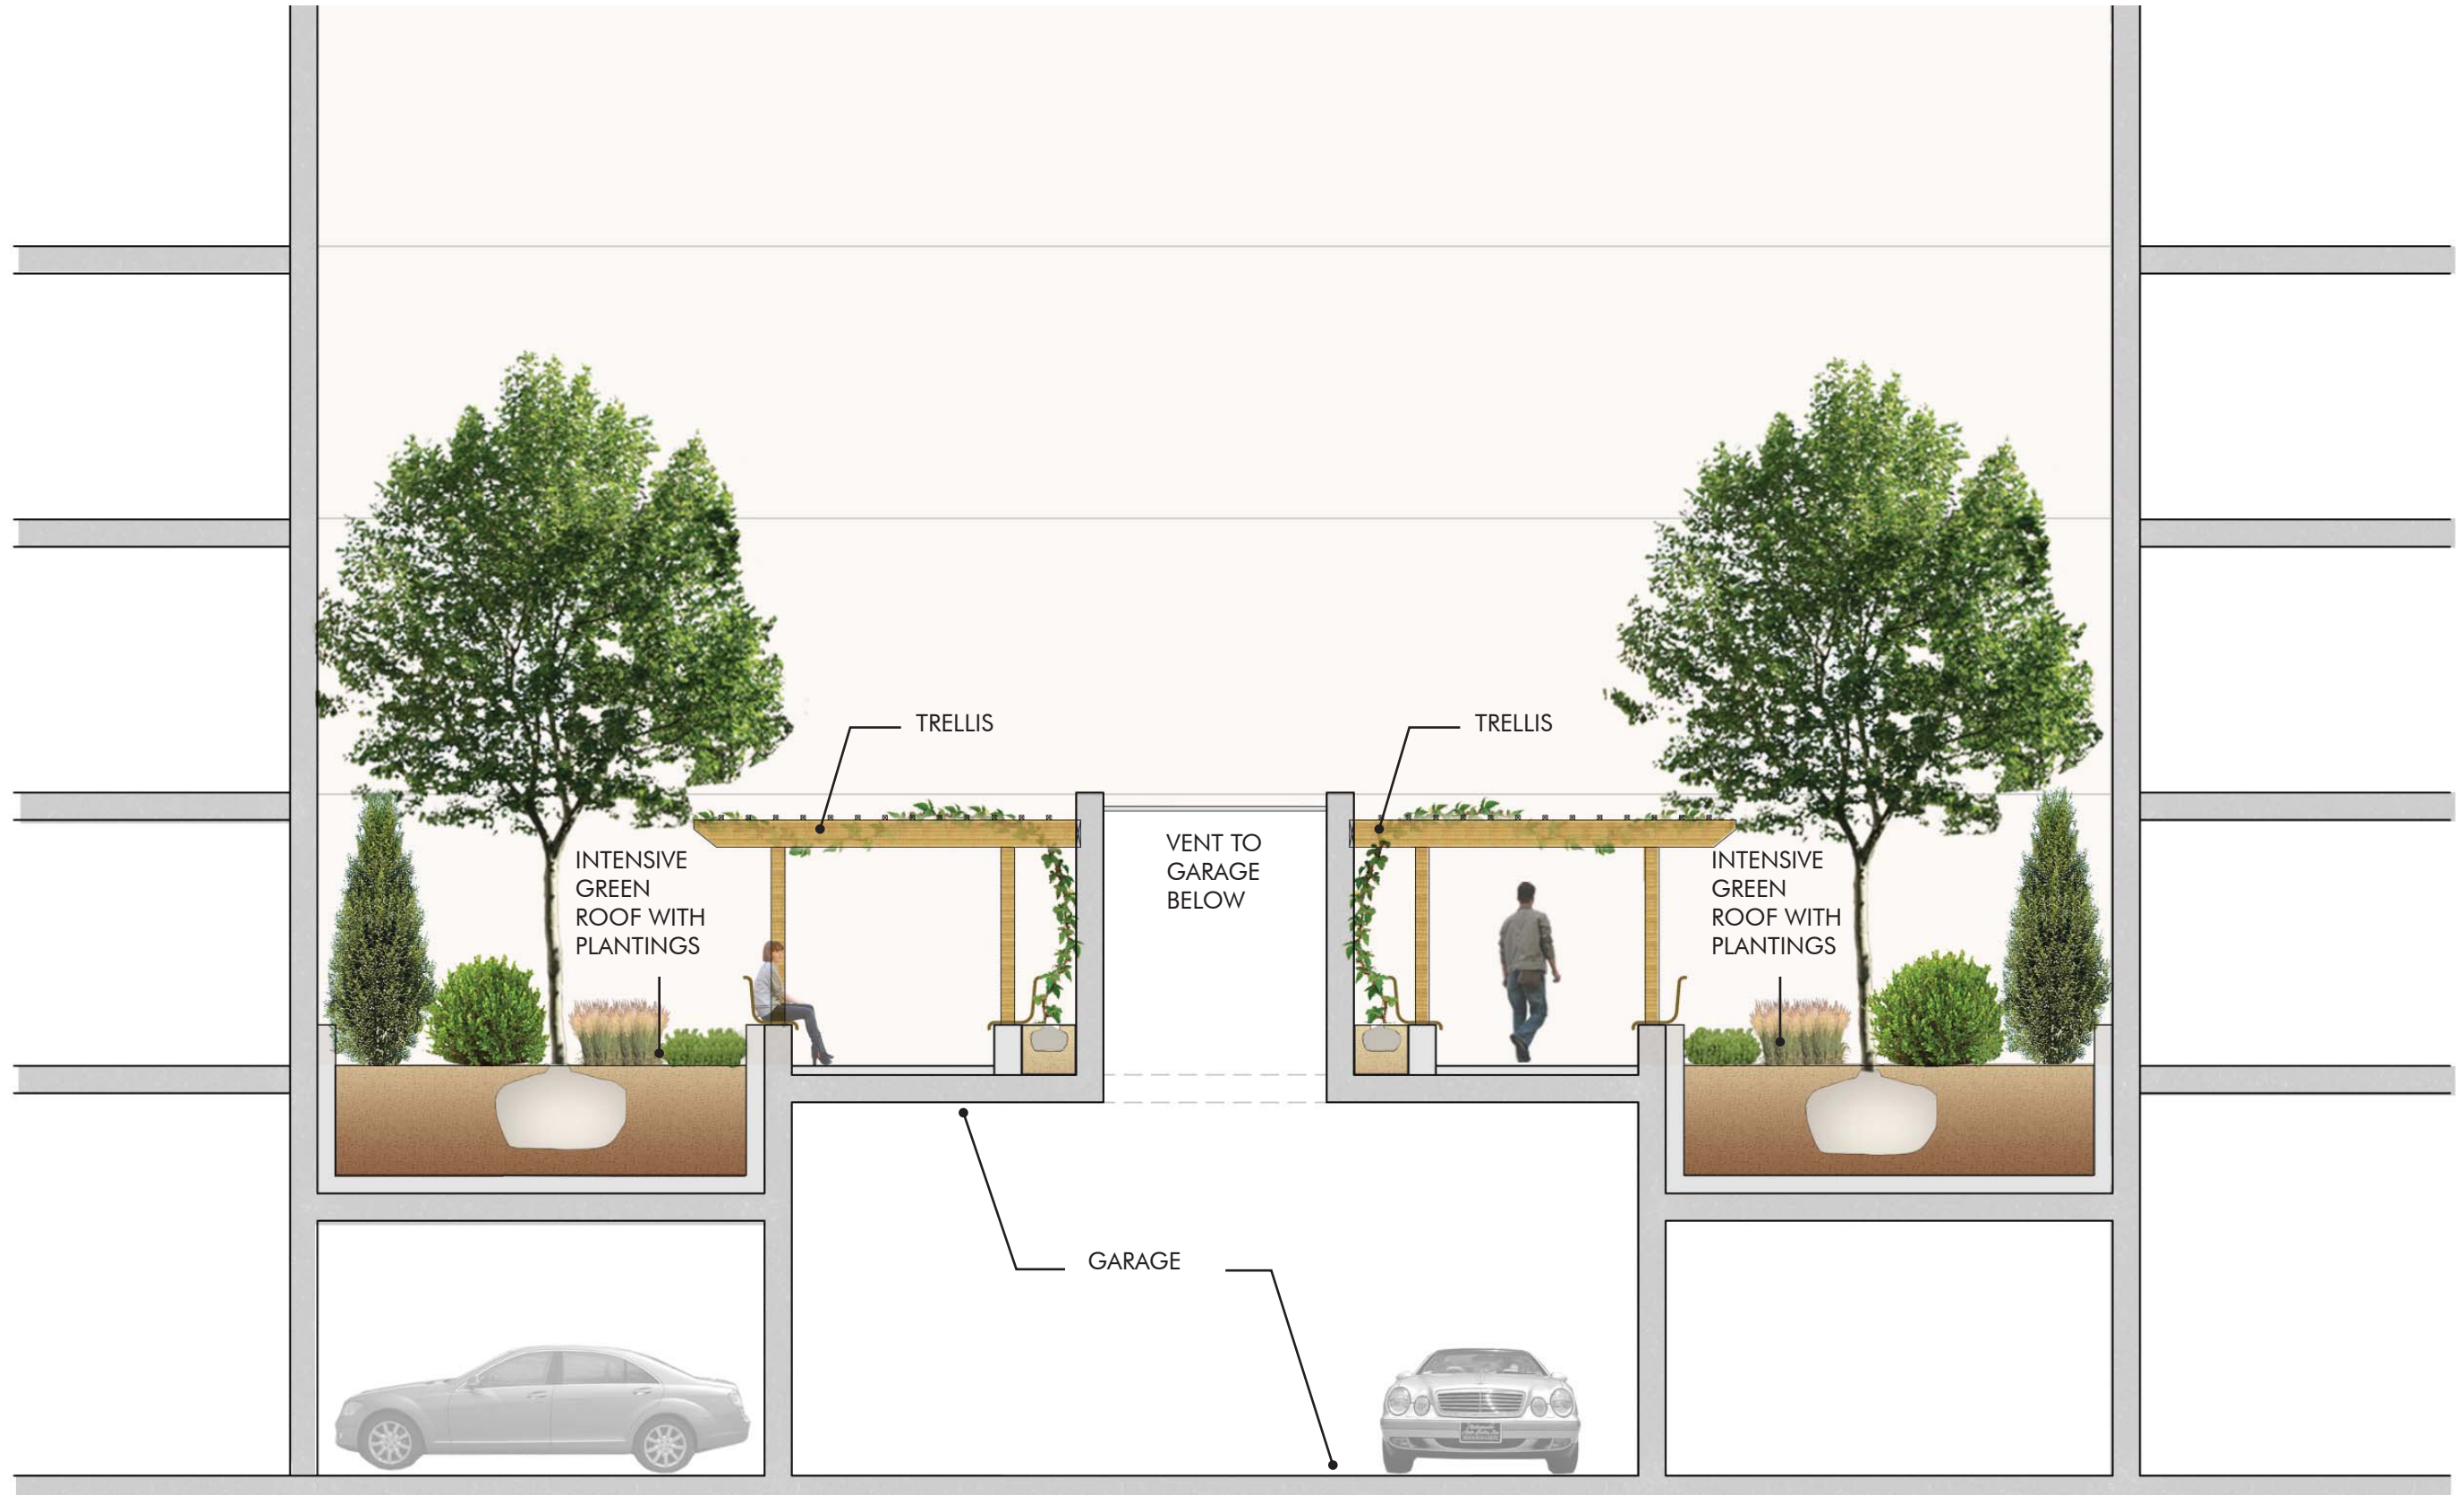 TRELLIS
TRELLIS
INTENSIVE
GREEN
ROOF WITH
PLANTINGS
VENT TO
GARAGE
BELOW
INTENSIVE
GREEN
ROOF WITH
PLANTINGS
GARAGE